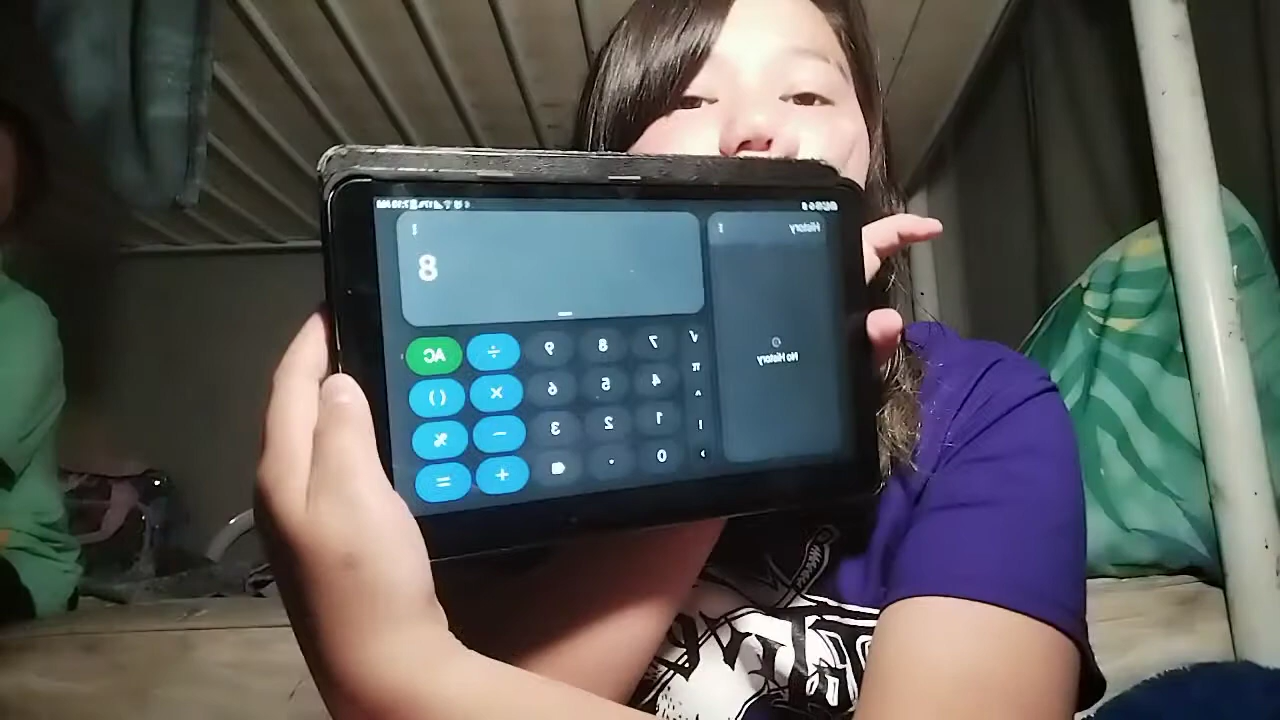 History
8
No History
√ 7 8 9 ÷ AC
π 4 5 6 × ()
^ 1 2 3 − %
! 0 . + =